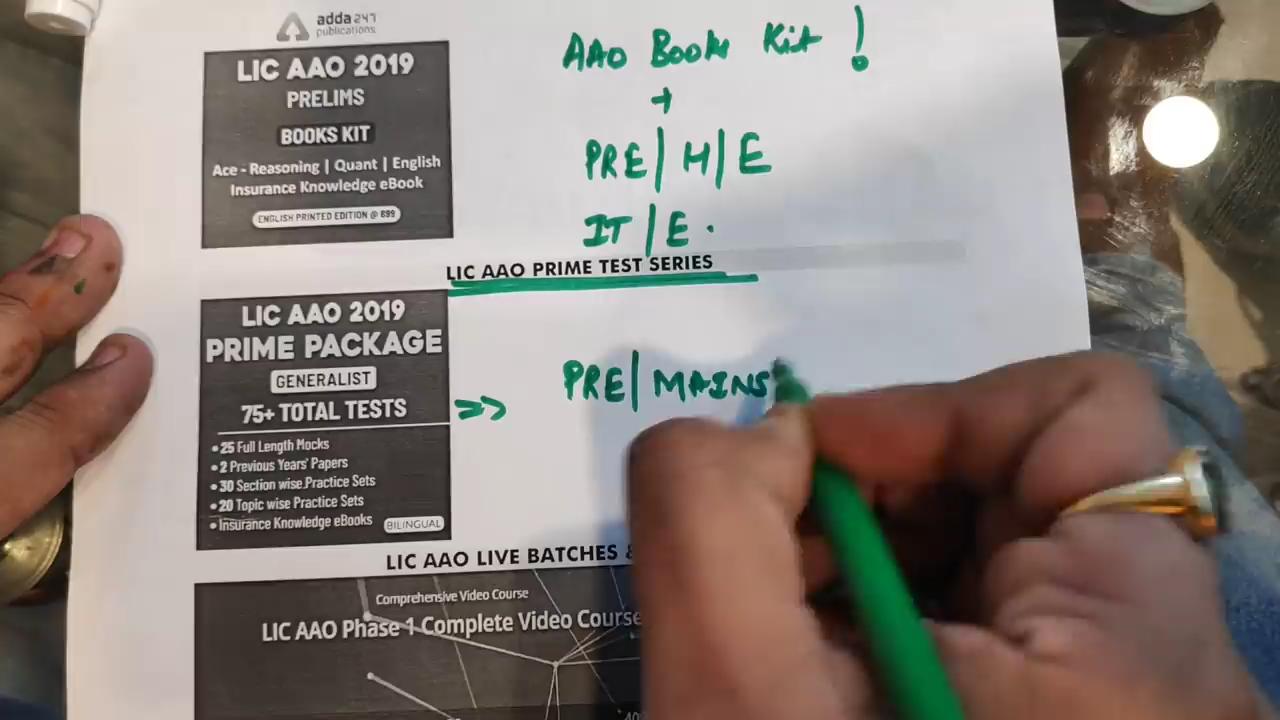 adda 247
publications
LIC AAO 2019
PRELIMS
BOOKS KIT
Ace - Reasoning | Quant | English
Insurance Knowledge eBook
ENGLISH PRINTED EDITION @ 699
AAO Book Kit !
+
PRE | M | E
IT | E .
LIC AAO PRIME TEST SERIES
LIC AAO 2019
PRIME PACKAGE
GENERALIST
75+ TOTAL TESTS
• 25 Full Length Mocks
• 2 Previous Years' Papers
• 30 Section wise Practice Sets
• 20 Topic wise Practice Sets
• Insurance Knowledge eBooks
BILINGUAL
=>>
PRE | MAINS
LIC AAO LIVE BATCHES &
Comprehensive Video Course
LIC AAO Phase 1 Complete Video Course